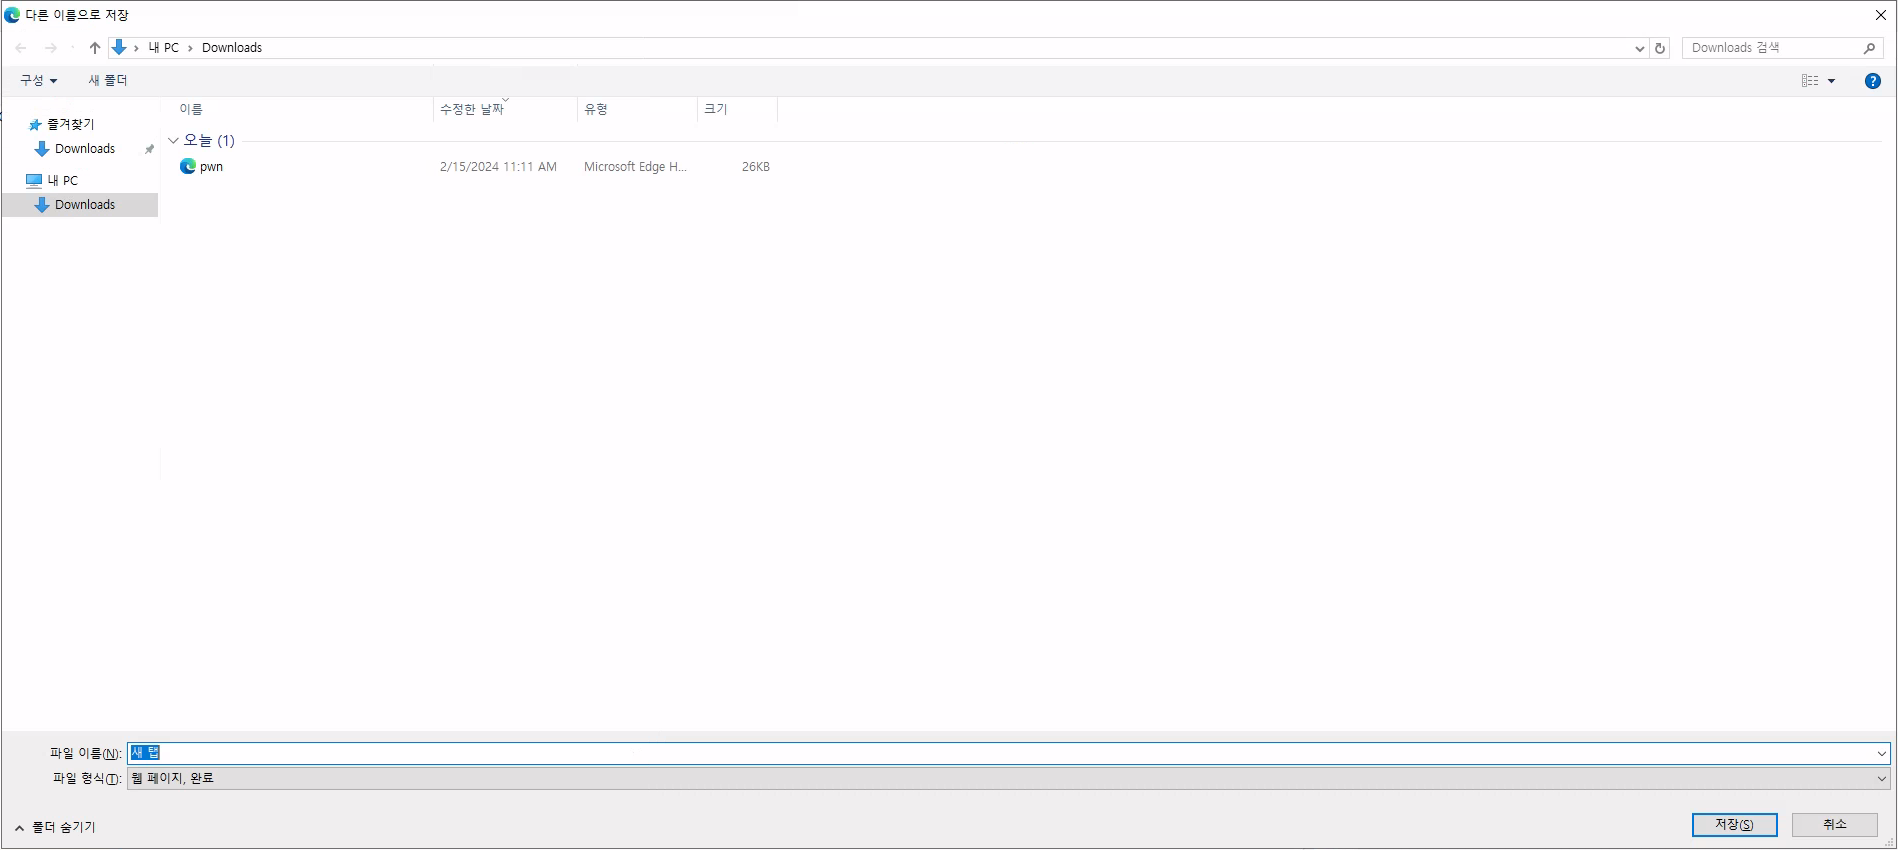 다른 이름으로 저장
내 PC Downloads
Downloads 검색
구성 새 폴더
이름 수정한 날짜 유형 크기
즐겨찾기
Downloads
내 PC
Downloads
오늘 (1)
pwn 2/15/2024 11:11 AM Microsoft Edge H... 26KB
파일 이름(N): 새 탭
파일 형식(T): 웹 페이지, 완료
폴더 숨기기
저장(S) 취소